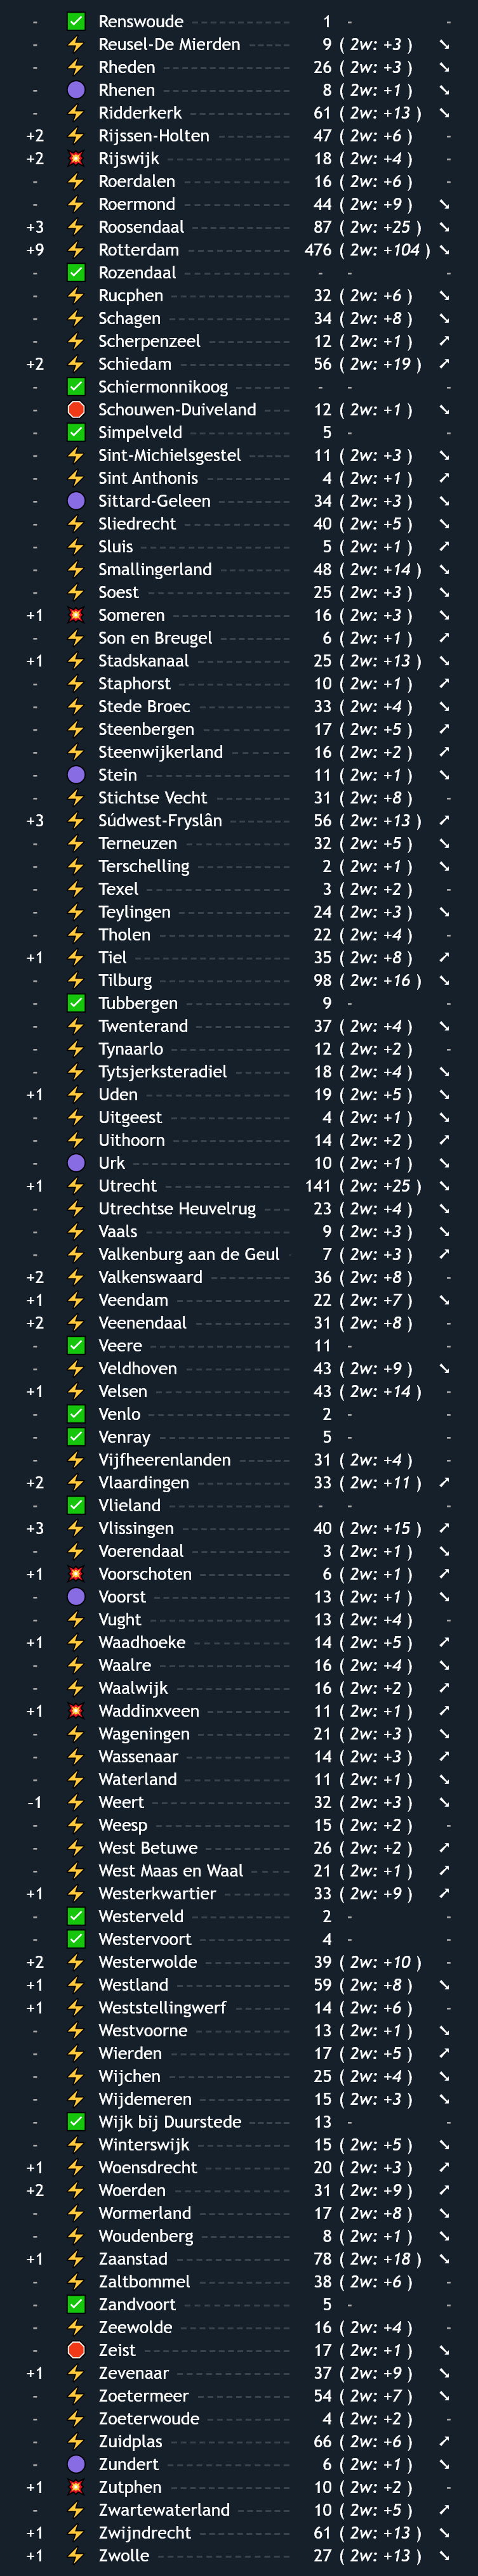 - ✅ Renswoude 1 - -
- ⚡ Reusel-De Mierden 9 ( 2w: +3 ) ➘
- ⚡ Rheden 26 ( 2w: +3 ) ➘
- 🟣 Rhenen 8 ( 2w: +1 ) ➘
- ⚡ Ridderkerk 61 ( 2w: +13 ) ➘
+2 ⚡ Rijssen-Holten 47 ( 2w: +6 ) -
+2 💥 Rijswijk 18 ( 2w: +4 ) -
- ⚡ Roerdalen 16 ( 2w: +6 ) -
- ⚡ Roermond 44 ( 2w: +9 ) ➘
+3 ⚡ Roosendaal 87 ( 2w: +25 ) ➘
+9 ⚡ Rotterdam 476 ( 2w: +104 ) ➘
- ✅ Rozendaal - - -
- ⚡ Rucphen 32 ( 2w: +6 ) ➘
- ⚡ Schagen 34 ( 2w: +8 ) ➘
- ⚡ Scherpenzeel 12 ( 2w: +1 ) ➚
+2 ⚡ Schiedam 56 ( 2w: +19 ) ➚
- ✅ Schiermonnikoog - - -
- 🛑 Schouwen-Duiveland 12 ( 2w: +1 ) ➘
- ✅ Simpelveld 5 - -
- ⚡ Sint-Michielsgestel 11 ( 2w: +3 ) ➘
- ⚡ Sint Anthonis 4 ( 2w: +1 ) ➚
- 🟣 Sittard-Geleen 34 ( 2w: +3 ) ➘
- ⚡ Sliedrecht 40 ( 2w: +5 ) ➘
- ⚡ Sluis 5 ( 2w: +1 ) ➚
- ⚡ Smallingerland 48 ( 2w: +14 ) ➘
- ⚡ Soest 25 ( 2w: +3 ) ➘
+1 💥 Someren 16 ( 2w: +3 ) ➘
- ⚡ Son en Breugel 6 ( 2w: +1 ) ➚
+1 ⚡ Stadskanaal 25 ( 2w: +13 ) ➘
- ⚡ Staphorst 10 ( 2w: +1 ) ➚
- ⚡ Stede Broec 33 ( 2w: +4 ) ➘
- ⚡ Steenbergen 17 ( 2w: +5 ) ➚
- ⚡ Steenwijkerland 16 ( 2w: +2 ) ➚
- 🟣 Stein 11 ( 2w: +1 ) ➘
- ⚡ Stichtse Vecht 31 ( 2w: +8 ) -
+3 ⚡ Súdwest-Fryslân 56 ( 2w: +13 ) ➚
- ⚡ Terneuzen 32 ( 2w: +5 ) ➘
- ⚡ Terschelling 2 ( 2w: +1 ) ➘
- ⚡ Texel 3 ( 2w: +2 ) -
- ⚡ Teylingen 24 ( 2w: +3 ) ➘
- ⚡ Tholen 22 ( 2w: +4 ) -
+1 ⚡ Tiel 35 ( 2w: +8 ) ➚
- ⚡ Tilburg 98 ( 2w: +16 ) ➘
- ✅ Tubbergen 9 - -
- ⚡ Twenterand 37 ( 2w: +4 ) ➘
- ⚡ Tynaarlo 12 ( 2w: +2 ) -
- ⚡ Tytsjerksteradiel 18 ( 2w: +4 ) ➘
+1 ⚡ Uden 19 ( 2w: +5 ) ➘
- ⚡ Uitgeest 4 ( 2w: +1 ) ➘
- ⚡ Uithoorn 14 ( 2w: +2 ) ➚
- 🟣 Urk 10 ( 2w: +1 ) ➘
+1 ⚡ Utrecht 141 ( 2w: +25 ) ➘
- ⚡ Utrechtse Heuvelrug 23 ( 2w: +4 ) ➘
- ⚡ Vaals 9 ( 2w: +3 ) ➘
- ⚡ Valkenburg aan de Geul 7 ( 2w: +3 ) ➚
+2 ⚡ Valkenswaard 36 ( 2w: +8 ) -
+1 ⚡ Veendam 22 ( 2w: +7 ) ➘
+2 ⚡ Veenendaal 31 ( 2w: +8 ) -
- ✅ Veere 11 - -
- ⚡ Veldhoven 43 ( 2w: +9 ) ➘
+1 ⚡ Velsen 43 ( 2w: +14 ) -
- ✅ Venlo 2 - -
- ✅ Venray 5 - -
- ⚡ Vijfheerenlanden 31 ( 2w: +4 ) -
+2 ⚡ Vlaardingen 33 ( 2w: +11 ) ➚
- ✅ Vlieland - - -
+3 ⚡ Vlissingen 40 ( 2w: +15 ) ➚
- ⚡ Voerendaal 3 ( 2w: +1 ) ➘
+1 💥 Voorschoten 6 ( 2w: +1 ) ➚
- 🟣 Voorst 13 ( 2w: +1 ) ➘
- ⚡ Vught 13 ( 2w: +4 ) -
+1 ⚡ Waadhoeke 14 ( 2w: +5 ) ➚
- ⚡ Waalre 16 ( 2w: +4 ) ➘
- ⚡ Waalwijk 16 ( 2w: +2 ) ➚
+1 💥 Waddinxveen 11 ( 2w: +1 ) ➚
- ⚡ Wageningen 21 ( 2w: +3 ) ➘
- ⚡ Wassenaar 14 ( 2w: +3 ) ➚
- ⚡ Waterland 11 ( 2w: +1 ) ➘
-1 ⚡ Weert 32 ( 2w: +3 ) ➘
- ⚡ Weesp 15 ( 2w: +2 ) -
- ⚡ West Betuwe 26 ( 2w: +2 ) ➚
- ⚡ West Maas en Waal 21 ( 2w: +1 ) ➚
+1 ⚡ Westerkwartier 33 ( 2w: +9 ) ➚
- ✅ Westerveld 2 - -
- ✅ Westervoort 4 - -
+2 ⚡ Westerwolde 39 ( 2w: +10 ) -
+1 ⚡ Westland 59 ( 2w: +8 ) ➘
+1 ⚡ Weststellingwerf 14 ( 2w: +6 ) -
- ⚡ Westvoorne 13 ( 2w: +1 ) ➘
- ⚡ Wierden 17 ( 2w: +5 ) ➚
- ⚡ Wijchen 25 ( 2w: +4 ) ➘
- ⚡ Wijdemeren 15 ( 2w: +3 ) ➘
- ✅ Wijk bij Duurstede 13 - -
- ⚡ Winterswijk 15 ( 2w: +5 ) ➘
+1 ⚡ Woensdrecht 20 ( 2w: +3 ) ➚
+2 ⚡ Woerden 31 ( 2w: +9 ) ➚
- ⚡ Wormerland 17 ( 2w: +8 ) ➘
- ⚡ Woudenberg 8 ( 2w: +1 ) ➘
+1 ⚡ Zaanstad 78 ( 2w: +18 ) ➘
- ⚡ Zaltbommel 38 ( 2w: +6 ) -
- ✅ Zandvoort 5 - -
- ⚡ Zeewolde 16 ( 2w: +4 ) -
- 🛑 Zeist 17 ( 2w: +1 ) ➘
+1 ⚡ Zevenaar 37 ( 2w: +9 ) ➘
- ⚡ Zoetermeer 54 ( 2w: +7 ) ➘
- ⚡ Zoeterwoude 4 ( 2w: +2 ) -
- ⚡ Zuidplas 66 ( 2w: +6 ) ➚
- 🟣 Zundert 6 ( 2w: +1 ) ➘
+1 💥 Zutphen 10 ( 2w: +2 ) -
- ⚡ Zwartewaterland 10 ( 2w: +5 ) ➚
+1 ⚡ Zwijndrecht 61 ( 2w: +13 ) ➘
+1 ⚡ Zwolle 27 ( 2w: +13 ) ➘